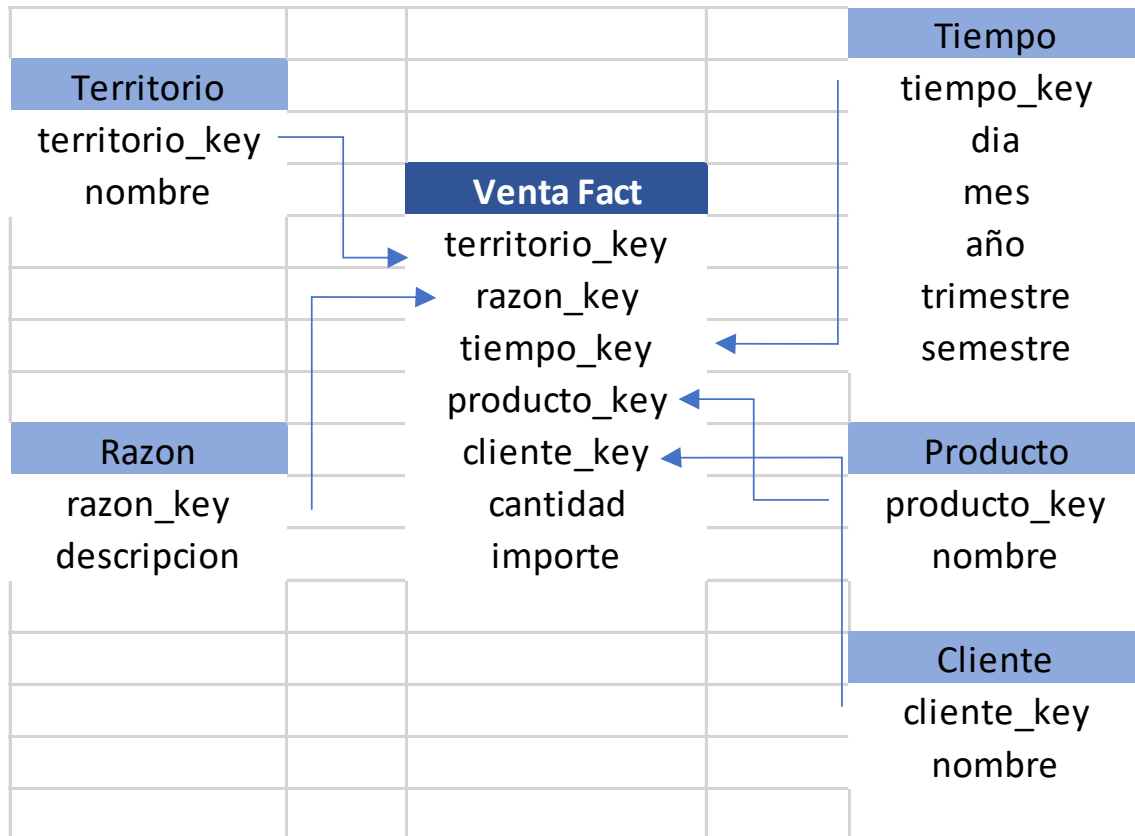 Territorio
territorio_key
nombre
Razon
razon_key
descripcion
Venta Fact
territorio_key
razon_key
tiempo_key
producto_key
cliente_key
cantidad
importe
Tiempo
tiempo_key
dia
mes
año
trimestre
semestre
Producto
producto_key
nombre
Cliente
cliente_key
nombre